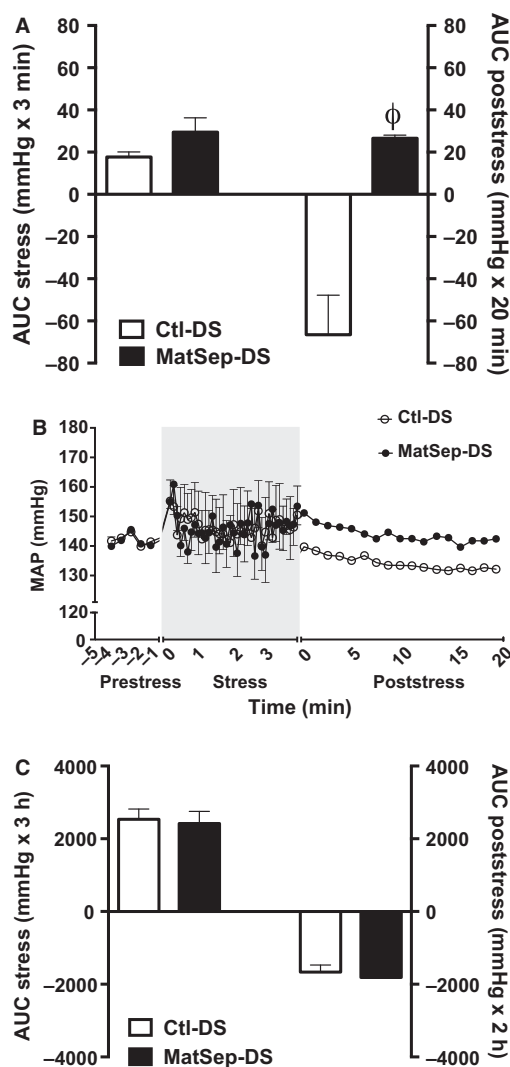 A
AUC stress (mmHg x 3 min)
80
60
40
20
0
–20
–40
–60
–80
ϕ
Ctl-DS
MatSep-DS
80
60
40
20
0
–20
–40
–60
–80
AUC poststress (mmHg x 20 min)
B
MAP (mmHg)
180
170
160
150
140
130
120
0
Ctl-DS
MatSep-DS
–5 –4 –3 –2 –1 0 1 2 3 0 5 10 15 20
Prestress Stress Poststress
Time (min)
C
AUC stress (mmHg x 3 h)
4000
2000
0
–2000
–4000
Ctl-DS
MatSep-DS
4000
2000
0
–2000
–4000
AUC poststress (mmHg x 2 h)